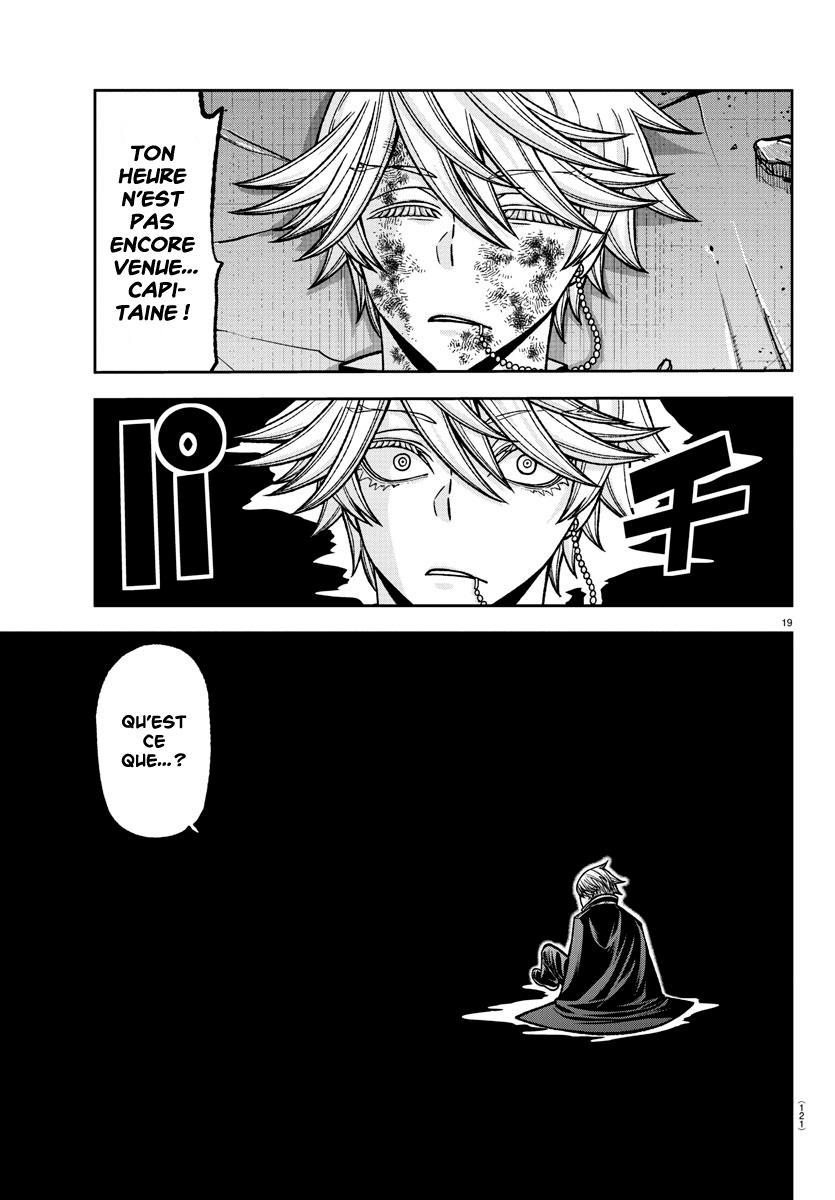 TON
HEURE
N'EST
PAS
ENCORE
VENUE...
CAPI-
TAINE !
パチ
19
QU'EST
CE
QUE...?
(121)